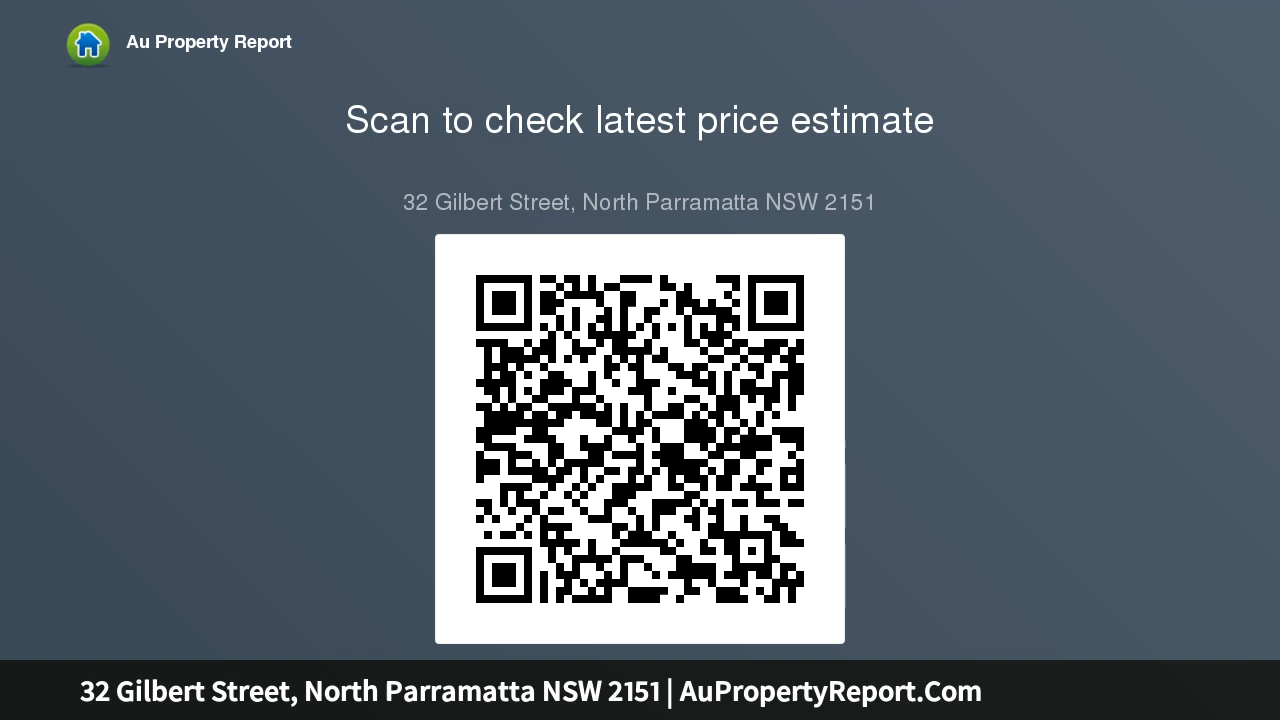 Au Property Report
Scan to check latest price estimate
32 Gilbert Street, North Parramatta NSW 2151
32 Gilbert Street, North Parramatta NSW 2151 | AuPropertyReport.Com